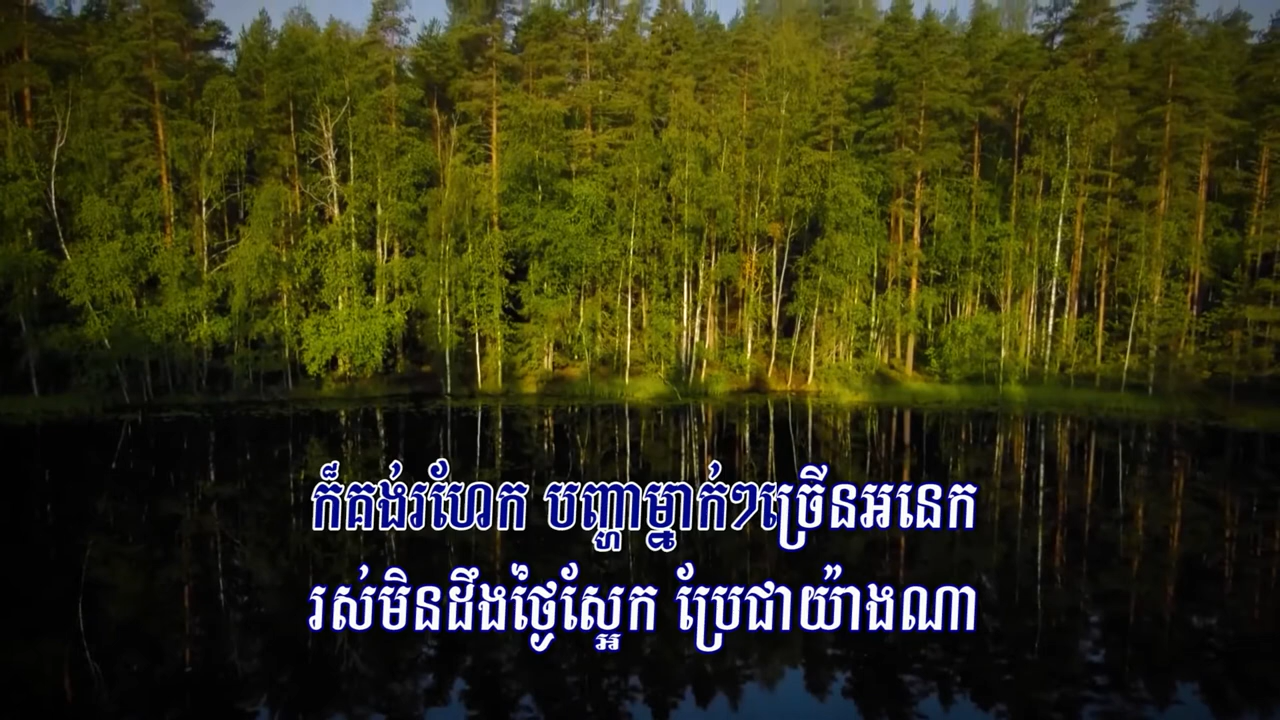 ក៏គង់រហែក បញ្ហាម្នាក់ៗច្រើនអនេក
រស់មិនដឹងថ្ងៃស្អែក ប្រែជាយ៉ាងណា